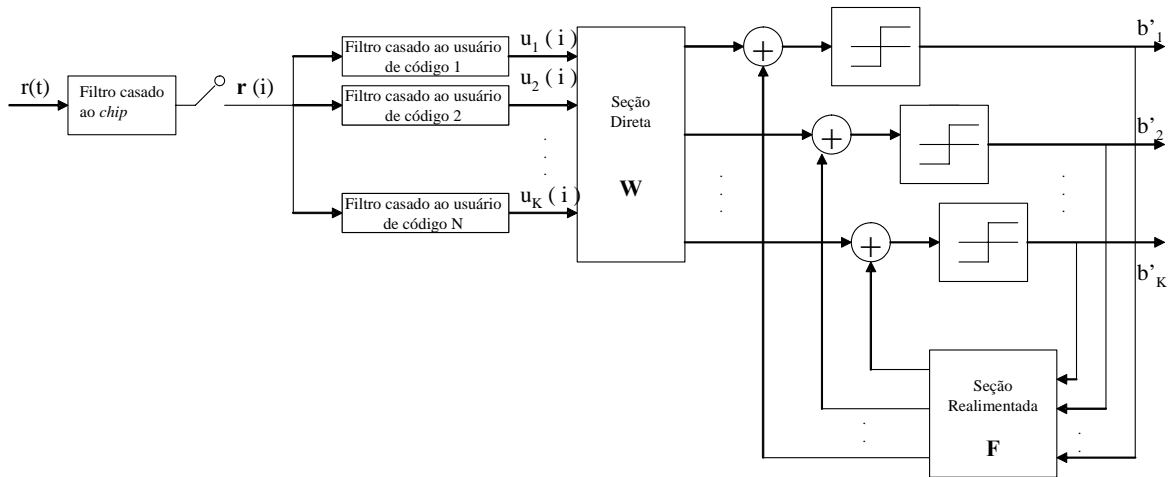 r(t)
Filtro casado
ao chip
r (i)
Filtro casado ao usuário
de código 1
Filtro casado ao usuário
de código 2
Filtro casado ao usuário
de código N
u1 ( i )
u2 ( i )
uK ( i )
Seção
Direta
W
+
+
+
b’1
b’2
b’K
Seção
Realimentada
F